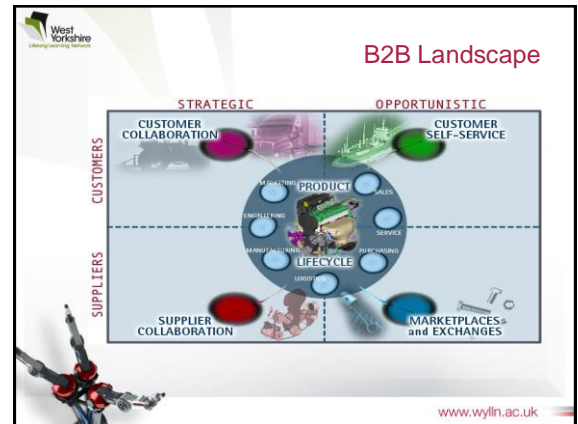 West
Yorkshire
Lifelong Learning Network
B2B Landscape
STRATEGIC
OPPORTUNISTIC
CUSTOMERS
SUPPLIERS
CUSTOMER
COLLABORATION
CUSTOMER
SELF-SERVICE
PRODUCT
LIFECYCLE
MARKETING
SALES
ENGINEERING
SERVICE
MANUFACTURING
PURCHASING
LOGISTICS
SUPPLIER
COLLABORATION
MARKETPLACES
and EXCHANGES
www.wylln.ac.uk